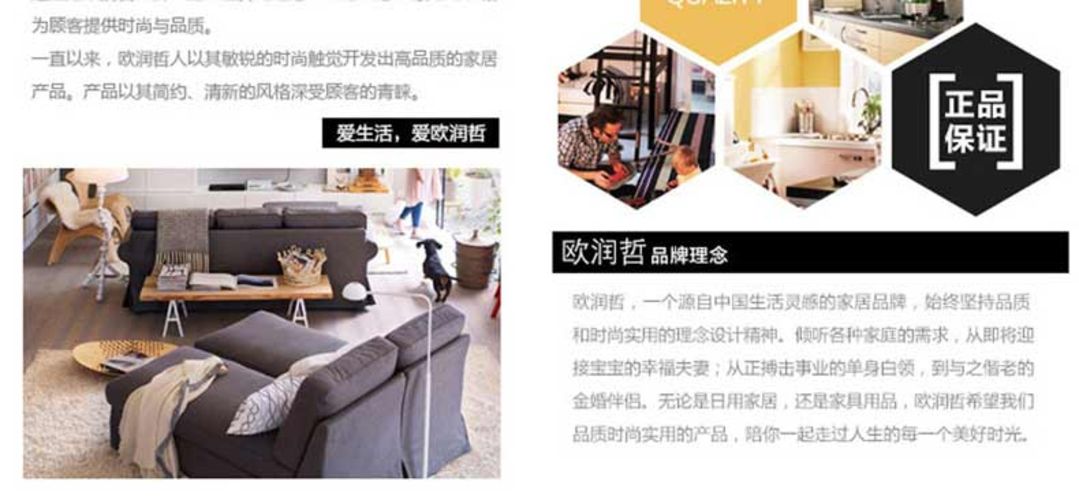 为顾客提供时尚与品质。
一直以来，欧润哲人以其敏锐的时尚触觉开发出高品质的家居
产品。产品以其简约、清新的风格深受顾客的青睐。
爱生活，爱欧润哲
QUALITY
正品
保证
欧润哲 品牌理念
欧润哲，一个源自中国生活灵感的家居品牌，始终坚持品质
和时尚实用的理念设计精神。倾听各种家庭的需求，从即将迎
接宝宝的幸福夫妻；从正搏击事业的单身白领，到与之偕老的
金婚伴侣。无论是日用家居，还是家具用品，欧润哲希望我们
品质时尚实用的产品，陪你一起走过人生的每一个美好时光。